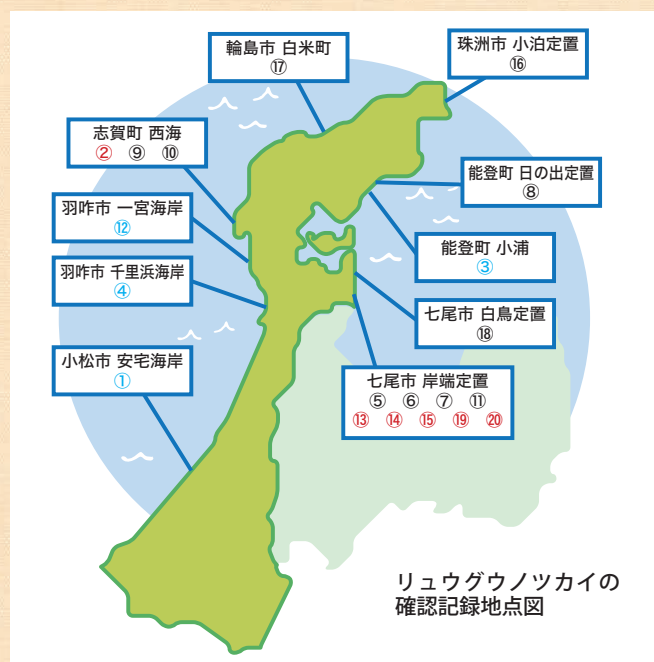 輪島市 白米町
⑰
珠洲市 小泊定置
⑯
志賀町 西海
② ⑨ ⑩
能登町 日の出定置
⑧
羽咋市 一宮海岸
⑫
能登町 小浦
③
羽咋市 千里浜海岸
④
七尾市 白鳥定置
⑱
小松市 安宅海岸
①
七尾市 岸端定置
⑤ ⑥ ⑦ ⑪
⑬ ⑭ ⑮ ⑲ ⑳
リュウグウノツカイの
確認記録地点図